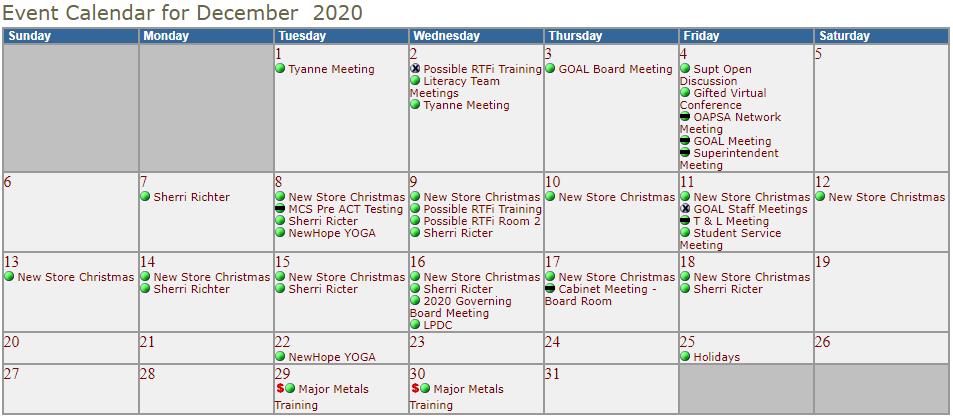 Event Calendar for December 2020
Sunday Monday Tuesday Wednesday Thursday Friday Saturday
1
Tyanne Meeting
2
Possible RTFi Training
Literacy Team
Meetings
Tyanne Meeting
3
GOAL Board Meeting
4
Supt Open
Discussion
Gifted Virtual
Conference
OAPSA Network
Meeting
GOAL Meeting
Superintendent
Meeting
5
6
7
Sherri Richter
8
New Store Christmas
MCS Pre ACT Testing
Sherri Ricter
NewHope YOGA
9
New Store Christmas
Possible RTFi Training
Possible RTFi Room 2
Sherri Ricter
10
New Store Christmas
11
New Store Christmas
GOAL Staff Meetings
T & L Meeting
Student Service
Meeting
12
New Store Christmas
13
New Store Christmas
14
New Store Christmas
Sherri Richter
15
New Store Christmas
Sherri Ricter
16
New Store Christmas
Sherri Ricter
2020 Governing
Board Meeting
LPDC
17
New Store Christmas
Cabinet Meeting -
Board Room
18
New Store Christmas
Sherri Ricter
19
20
21
22
NewHope YOGA
23
24
25
Holidays
26
27
28
29
$ Major Metals
Training
30
$ Major Metals
Training
31